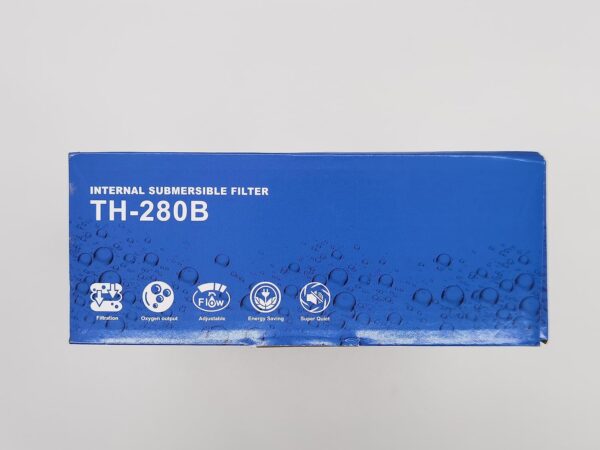 INTERNAL SUBMERSIBLE FILTER
TH-280B
Flow
Filtration Oxygen output Adjustable Energy Saving Super Quiet